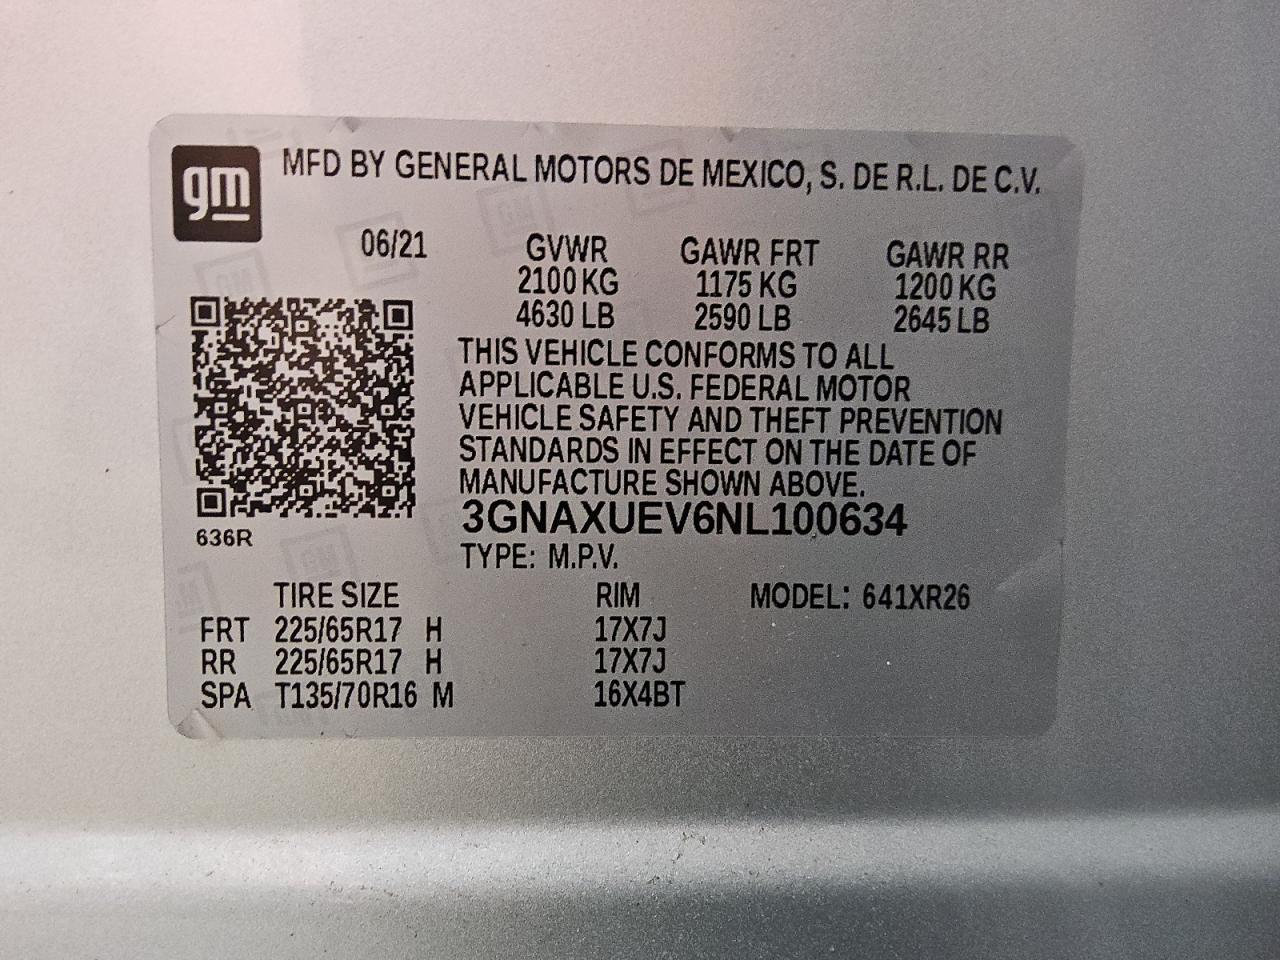 gm
MFD BY GENERAL MOTORS DE MEXICO, S. DE R.L. DE C.V.
06/21 GVWR GAWR FRT GAWR RR
2100 KG 1175 KG 1200 KG
4630 LB 2590 LB 2645 LB
THIS VEHICLE CONFORMS TO ALL
APPLICABLE U.S. FEDERAL MOTOR
VEHICLE SAFETY AND THEFT PREVENTION
STANDARDS IN EFFECT ON THE DATE OF
MANUFACTURE SHOWN ABOVE.
3GNAXUEV6NL100634
636R
TYPE: M.P.V.
TIRE SIZE RIM MODEL: 641XR26
FRT 225/65R17 H 17X7J
RR 225/65R17 H 17X7J
SPA T135/70R16 M 16X4BT